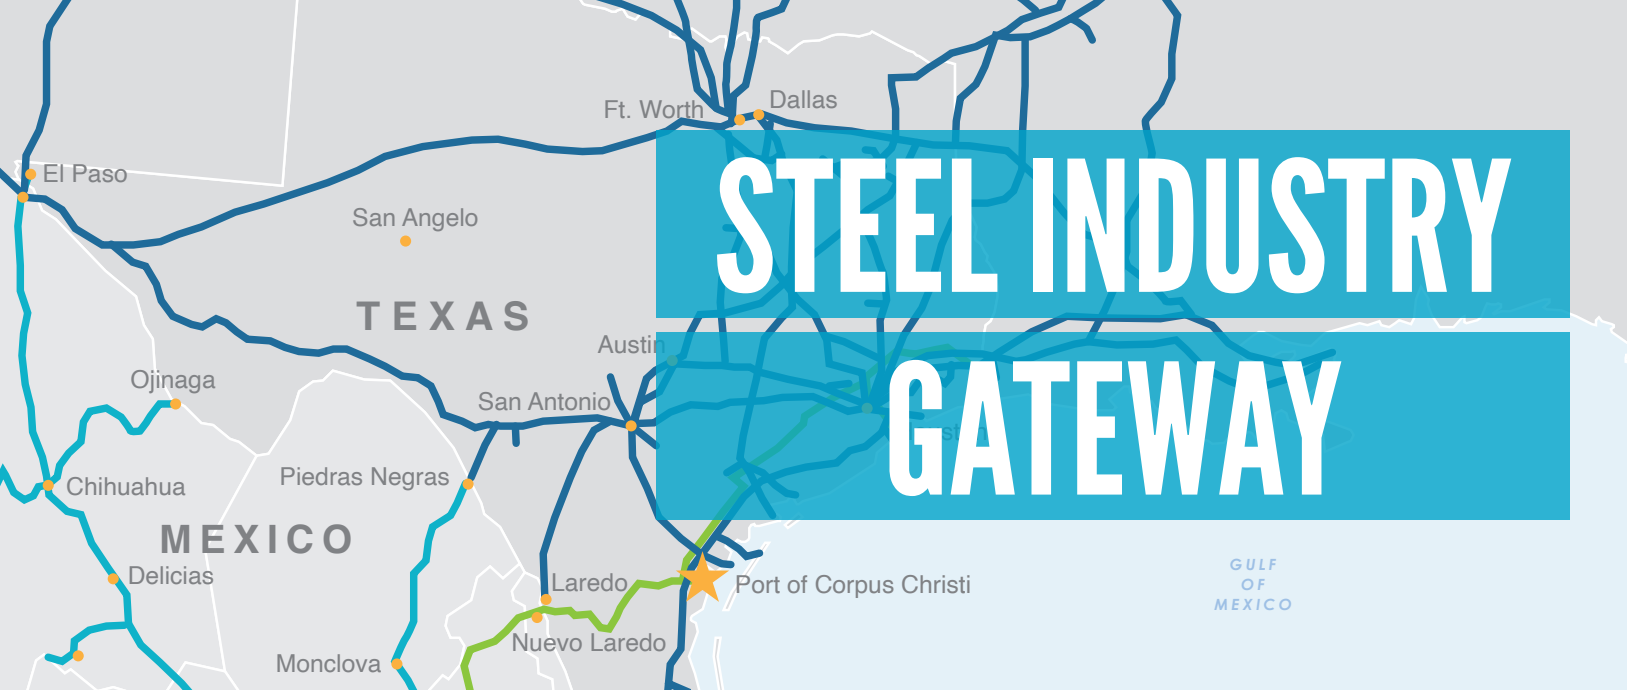 Dallas
Ft. Worth
El Paso
San Angelo
TEXAS
STEEL INDUSTRY
GATEWAY
Austin
Ojinaga
San Antonio
Piedras Negras
Chihuahua
MEXICO
Delicias
Laredo
Port of Corpus Christi
GULF
OF
MEXICO
Nuevo Laredo
Monclova